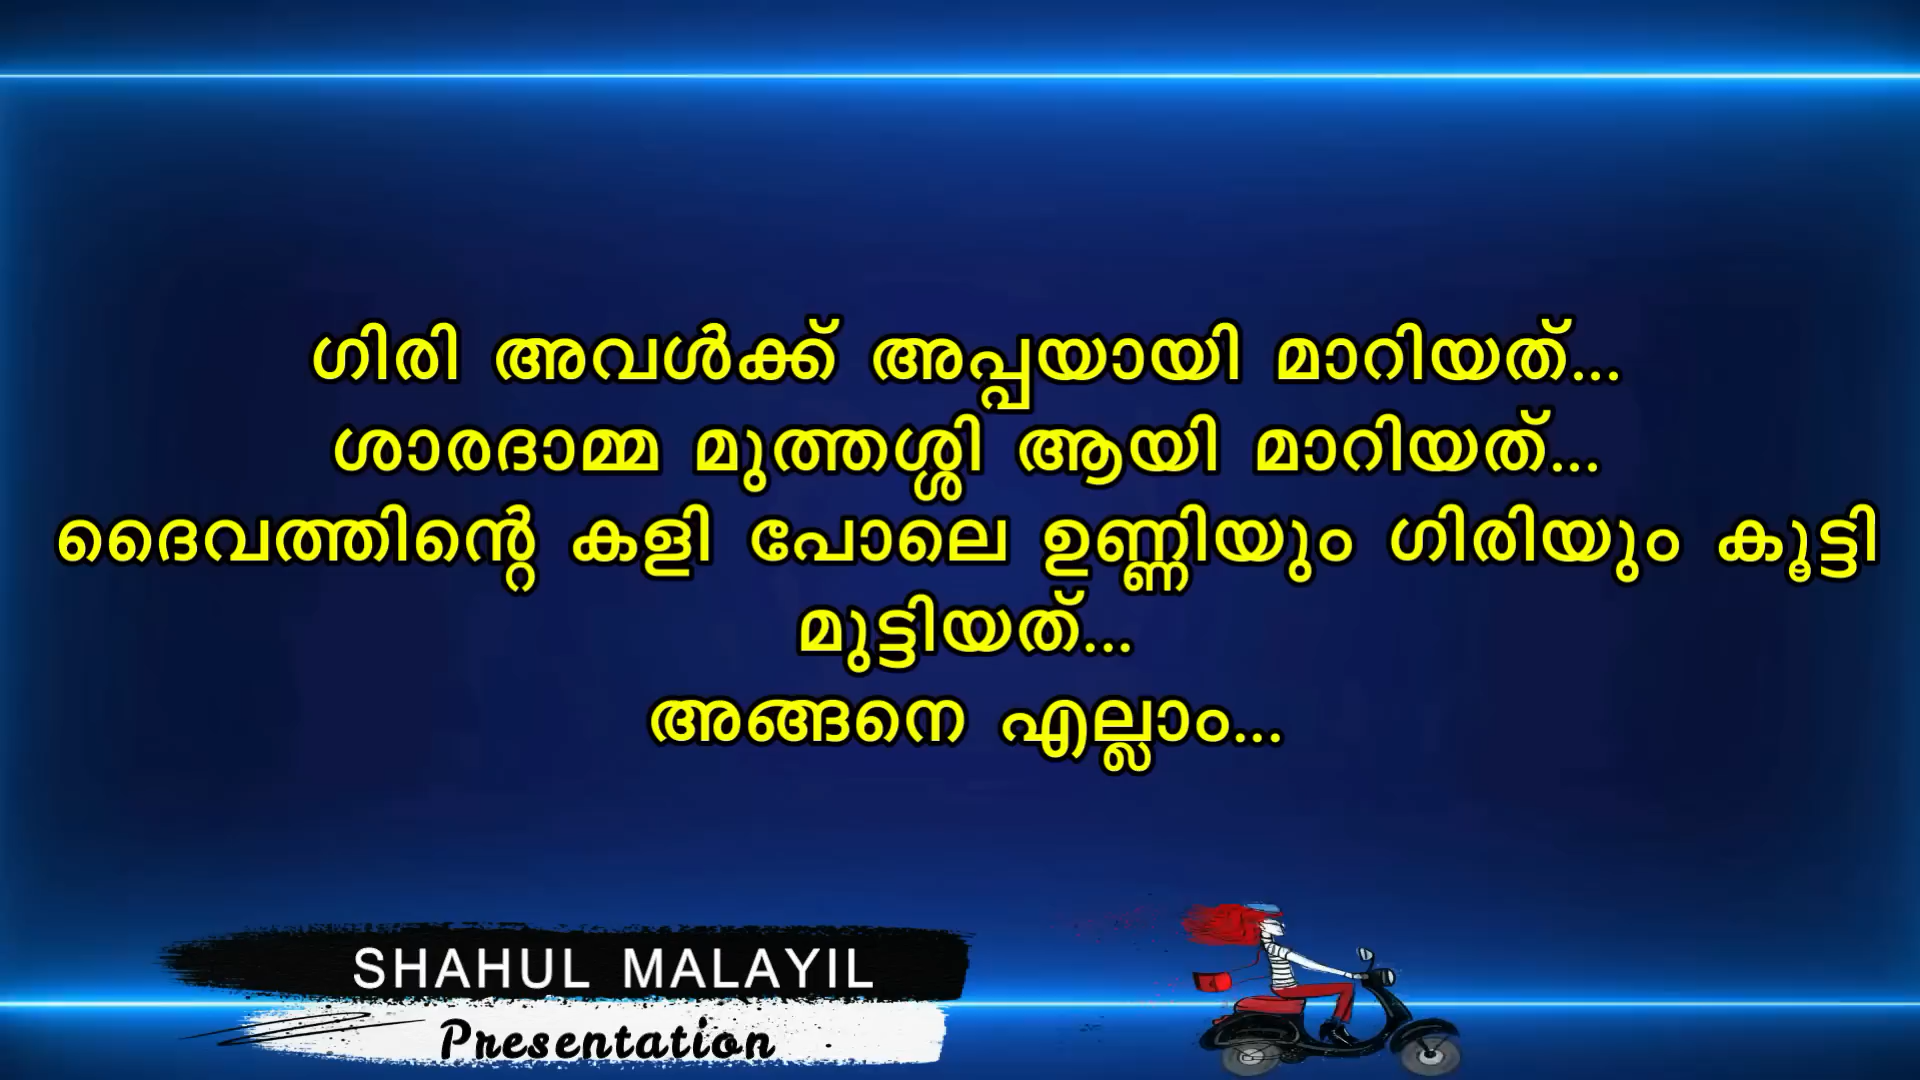 ഗിരി അവൾക്ക് അപ്പയായി മാറിയത്...
ശാരദാമ്മ മുത്തശ്ശി ആയി മാറിയത്...
ദൈവത്തിന്റെ കളി പോലെ ഉണ്ണിയും ഗിരിയും കൂട്ടി
മുട്ടിയത്...
അങ്ങനെ എല്ലാം...
SHAHUL MALAYIL
Presentation